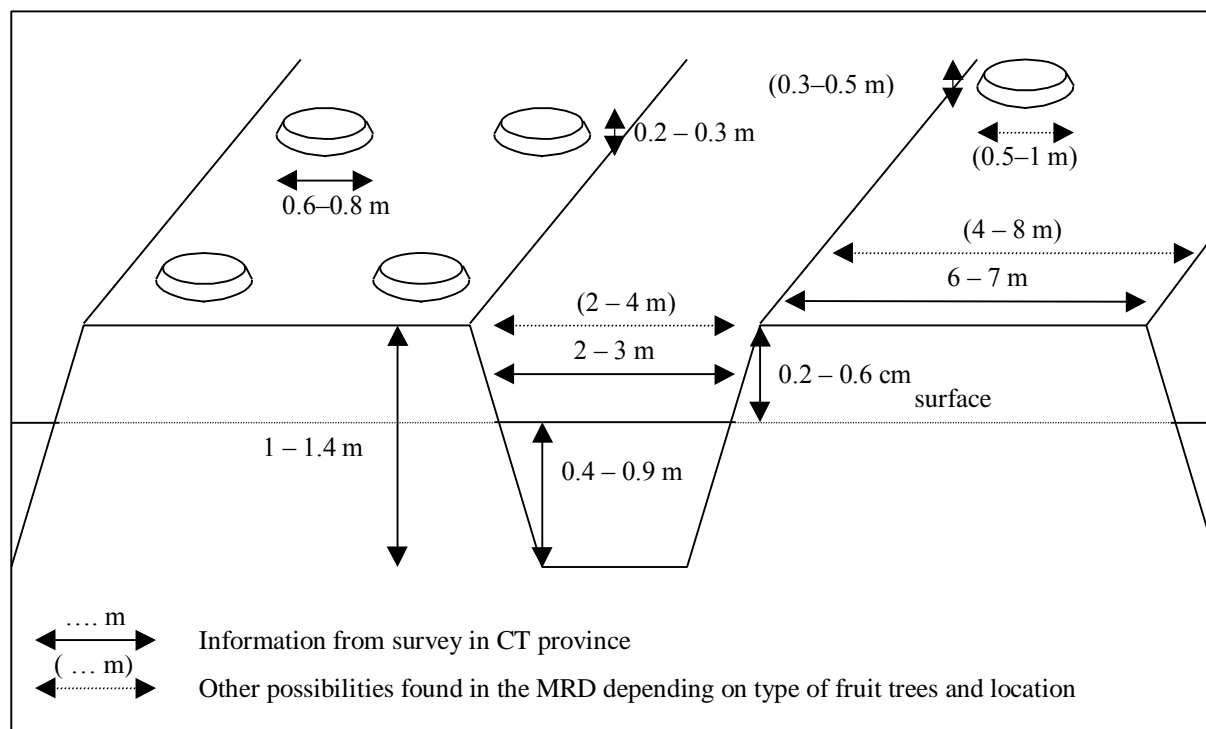 (0.3–0.5 m)
0.2 – 0.3 m
(0.5–1 m)
0.6–0.8 m
(4 – 8 m)
6 – 7 m
(2 – 4 m)
2 – 3 m
0.2 – 0.6 cm
surface
1 – 1.4 m
0.4 – 0.9 m
…. m
Information from survey in CT province
( … m)
Other possibilities found in the MRD depending on type of fruit trees and location